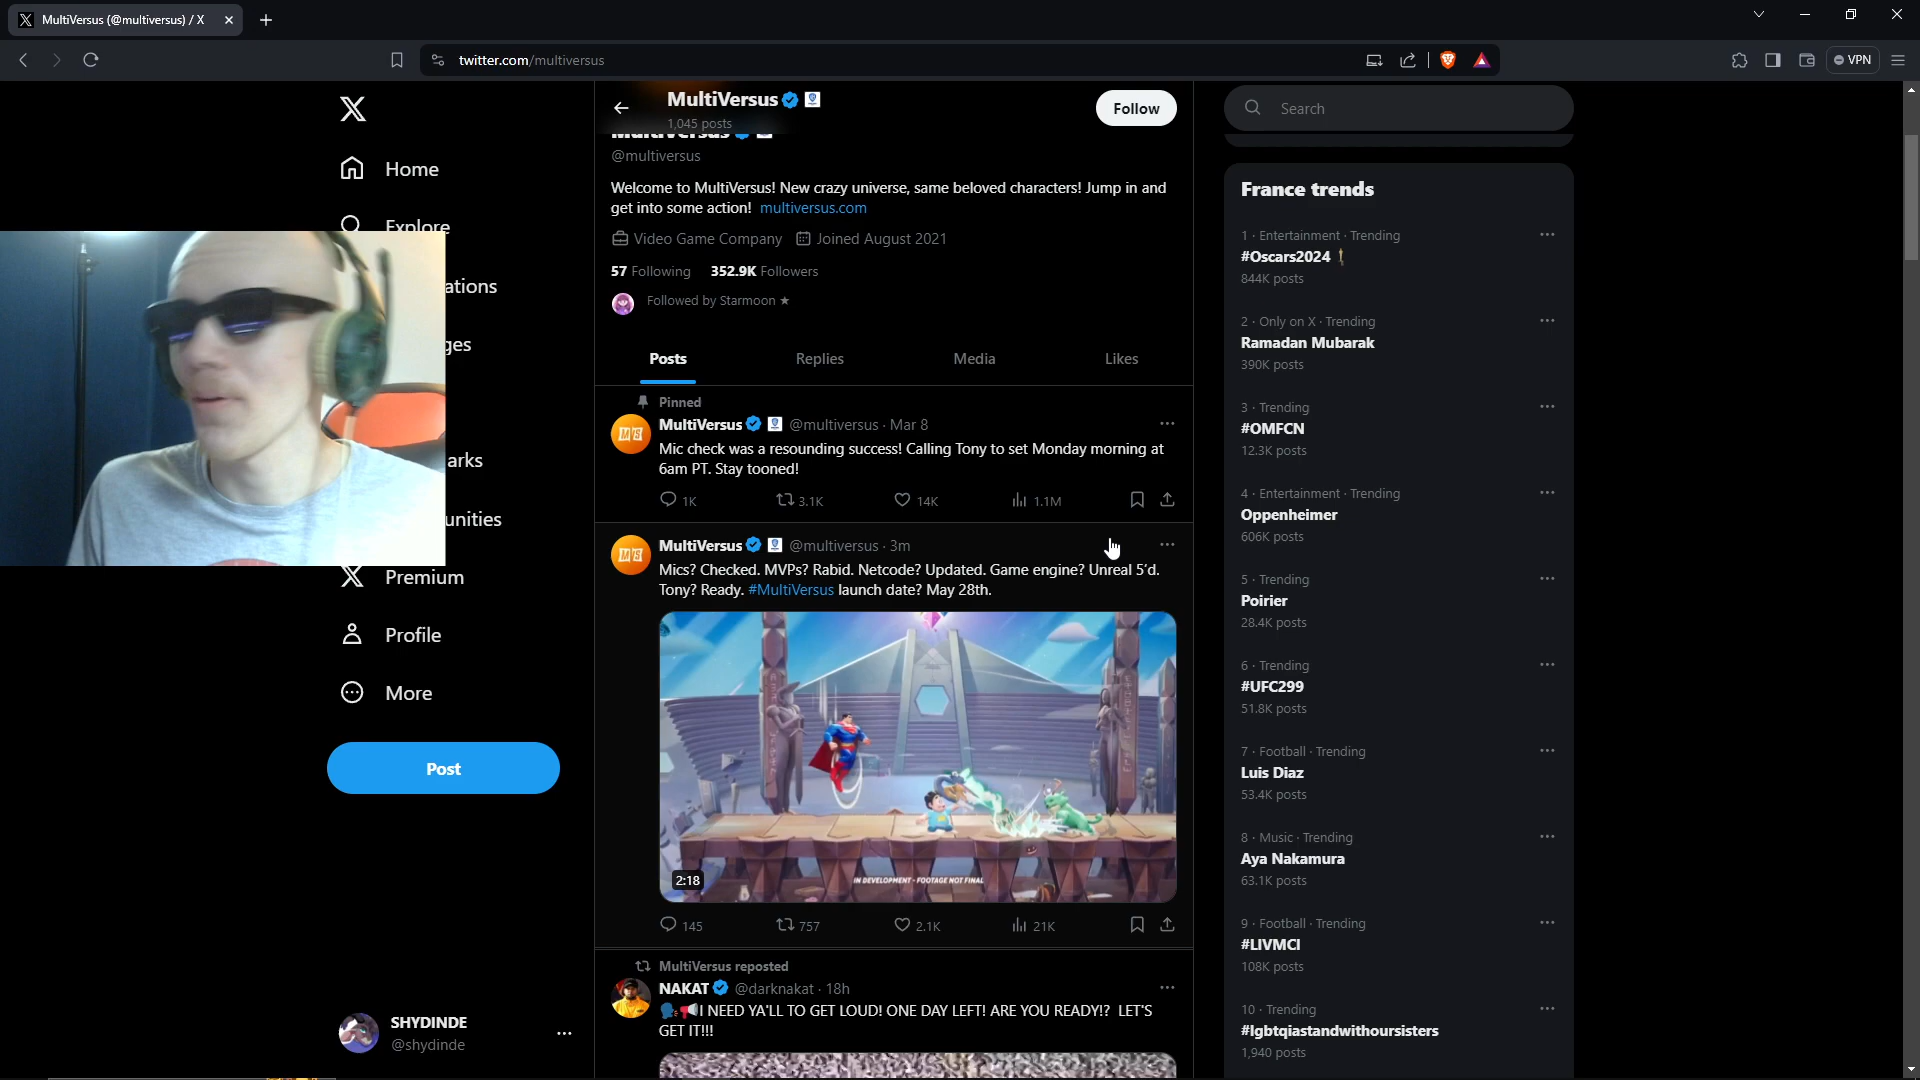 MultiVersus (@multiversus) / X
twitter.com/multiversus
VPN
Home
Explore
ations
ges
arks
unities
Premium
Profile
More
Post
SHYDINDE
@shydinde
MultiVersus
1,045 posts
Follow
MultiVersus
@multiversus
Welcome to MultiVersus! New crazy universe, same beloved characters! Jump in and
get into some action! multiversus.com
Video Game Company Joined August 2021
57 Following 352.9K Followers
Followed by Starmoon ★
Posts Replies Media Likes
Pinned
MultiVersus @multiversus · Mar 8
Mic check was a resounding success! Calling Tony to set Monday morning at
6am PT. Stay tooned!
1K 3.1K 14K 1.1M
MultiVersus @multiversus · 3m
Mics? Checked. MVPs? Rabid. Netcode? Updated. Game engine? Unreal 5'd.
Tony? Ready. #MultiVersus launch date? May 28th.
2:18
IN DEVELOPMENT - FOOTAGE NOT FINAL
145 757 2.1K 21K
MultiVersus reposted
NAKAT @darknakat · 18h
🗣️📢I NEED YA'LL TO GET LOUD! ONE DAY LEFT! ARE YOU READY!? LET'S
GET IT!!!
Search
France trends
1 · Entertainment · Trending
#Oscars2024
844K posts
2 · Only on X · Trending
Ramadan Mubarak
390K posts
3 · Trending
#OMFCN
12.3K posts
4 · Entertainment · Trending
Oppenheimer
606K posts
5 · Trending
Poirier
28.4K posts
6 · Trending
#UFC299
51.8K posts
7 · Football · Trending
Luis Diaz
53.4K posts
8 · Music · Trending
Aya Nakamura
63.1K posts
9 · Football · Trending
#LIVMCI
108K posts
10 · Trending
#lgbtqiastandwithoursisters
1,940 posts